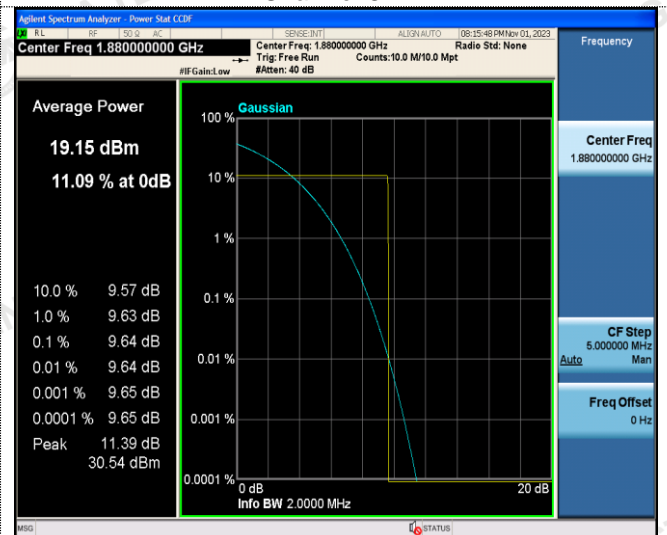 Agilent Spectrum Analyzer - Power Stat CCDF
RL RF 50 Ω AC SENSE:INT ALIGN AUTO 08:15:48 PM Nov 01, 2023
Center Freq 1.880000000 GHz
Center Freq: 1.880000000 GHz Radio Std: None
Trig: Free Run Counts:10.0 M/10.0 Mpt
#IFGain:Low #Atten: 40 dB
Frequency
Average Power
19.15 dBm
11.09 % at 0dB
10.0 % 9.57 dB
1.0 % 9.63 dB
0.1 % 9.64 dB
0.01 % 9.64 dB
0.001 % 9.65 dB
0.0001 % 9.65 dB
Peak 11.39 dB
30.54 dBm
Gaussian
100 %
10 %
1 %
0.1 %
0.01 %
0.001 %
0.0001 %
0 dB 20 dB
Info BW 2.0000 MHz
Center Freq
1.880000000 GHz
CF Step
5.000000 MHz
Auto Man
Freq Offset
0 Hz
MSG STATUS